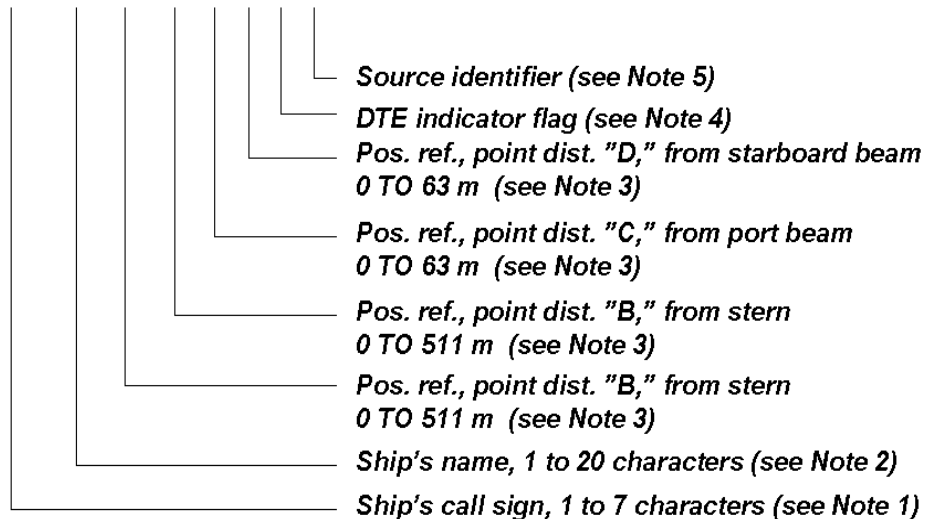 Source identifier (see Note 5)
DTE indicator flag (see Note 4)
Pos. ref., point dist. ”D,” from starboard beam
0 TO 63 m (see Note 3)
Pos. ref., point dist. ”C,” from port beam
0 TO 63 m (see Note 3)
Pos. ref., point dist. ”B,” from stern
0 TO 511 m (see Note 3)
Pos. ref., point dist. ”B,” from stern
0 TO 511 m (see Note 3)
Ship’s name, 1 to 20 characters (see Note 2)
Ship’s call sign, 1 to 7 characters (see Note 1)